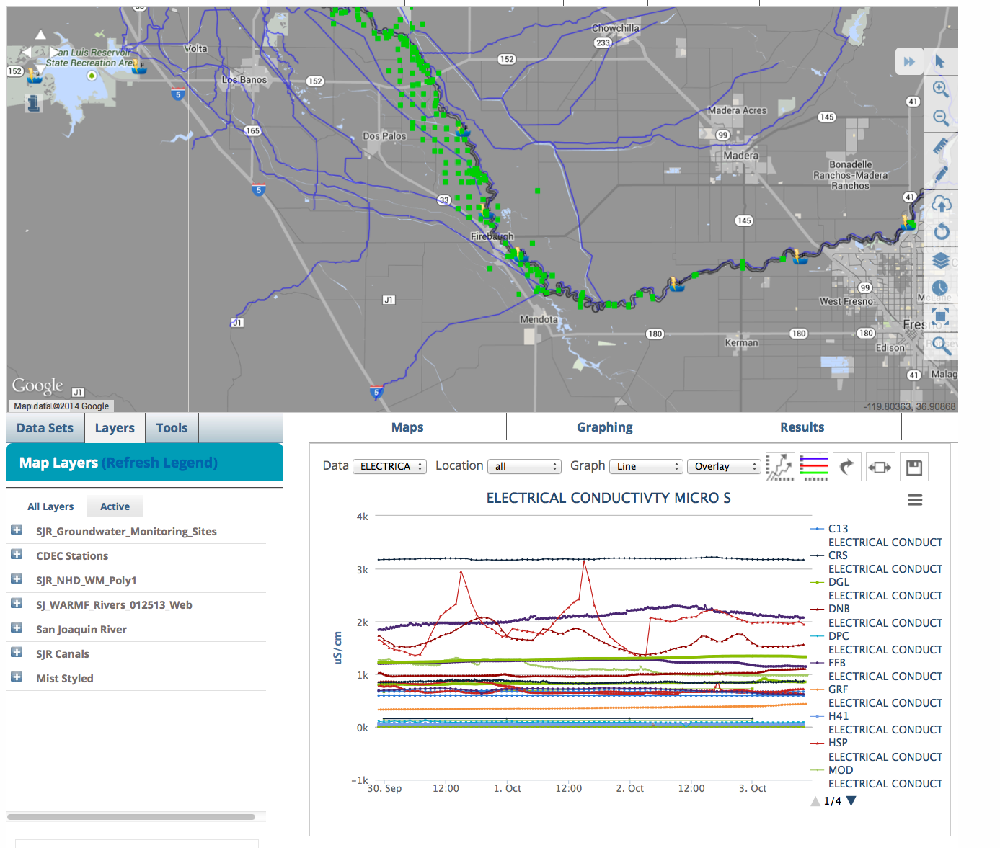 Chowchilla
233
Volta
San Luis Reservoir
State Recreation Area
152
152
Los Banos
152
5
41
Madera Acres
145
165
Dos Palos
99
Madera
Bonadelle
Ranchos-Madera
Ranchos
5
33
41
145
Firebaugh
99
West Fresno
McLane
J1
J1
Mendota
180
180
180
Fresno
Kerman
Edison
41
Malag
Google
J1
5
Map data ©2014 Google
-119.80363, 36.90868
Data Sets
Layers
Tools
Maps
Graphing
Results
Map Layers (Refresh Legend)
Data ELECTRICA Location all Graph Line Overlay
All Layers
Active
SJR_Groundwater_Monitoring_Sites
CDEC Stations
SJR_NHD_WM_Poly1
SJ_WARMF_Rivers_012513_Web
San Joaquin River
SJR Canals
Mist Styled
ELECTRICAL CONDUCTIVTY MICRO S
uS/cm
4k
3k
2k
1k
0k
−1k
30. Sep
12:00
1. Oct
12:00
2. Oct
12:00
3. Oct
C13
ELECTRICAL CONDUCT
CRS
ELECTRICAL CONDUCT
DGL
ELECTRICAL CONDUCT
DNB
ELECTRICAL CONDUCT
DPC
ELECTRICAL CONDUCT
FFB
ELECTRICAL CONDUCT
GRF
ELECTRICAL CONDUCT
H41
ELECTRICAL CONDUCT
HSP
ELECTRICAL CONDUCT
MOD
ELECTRICAL CONDUCT
1/4